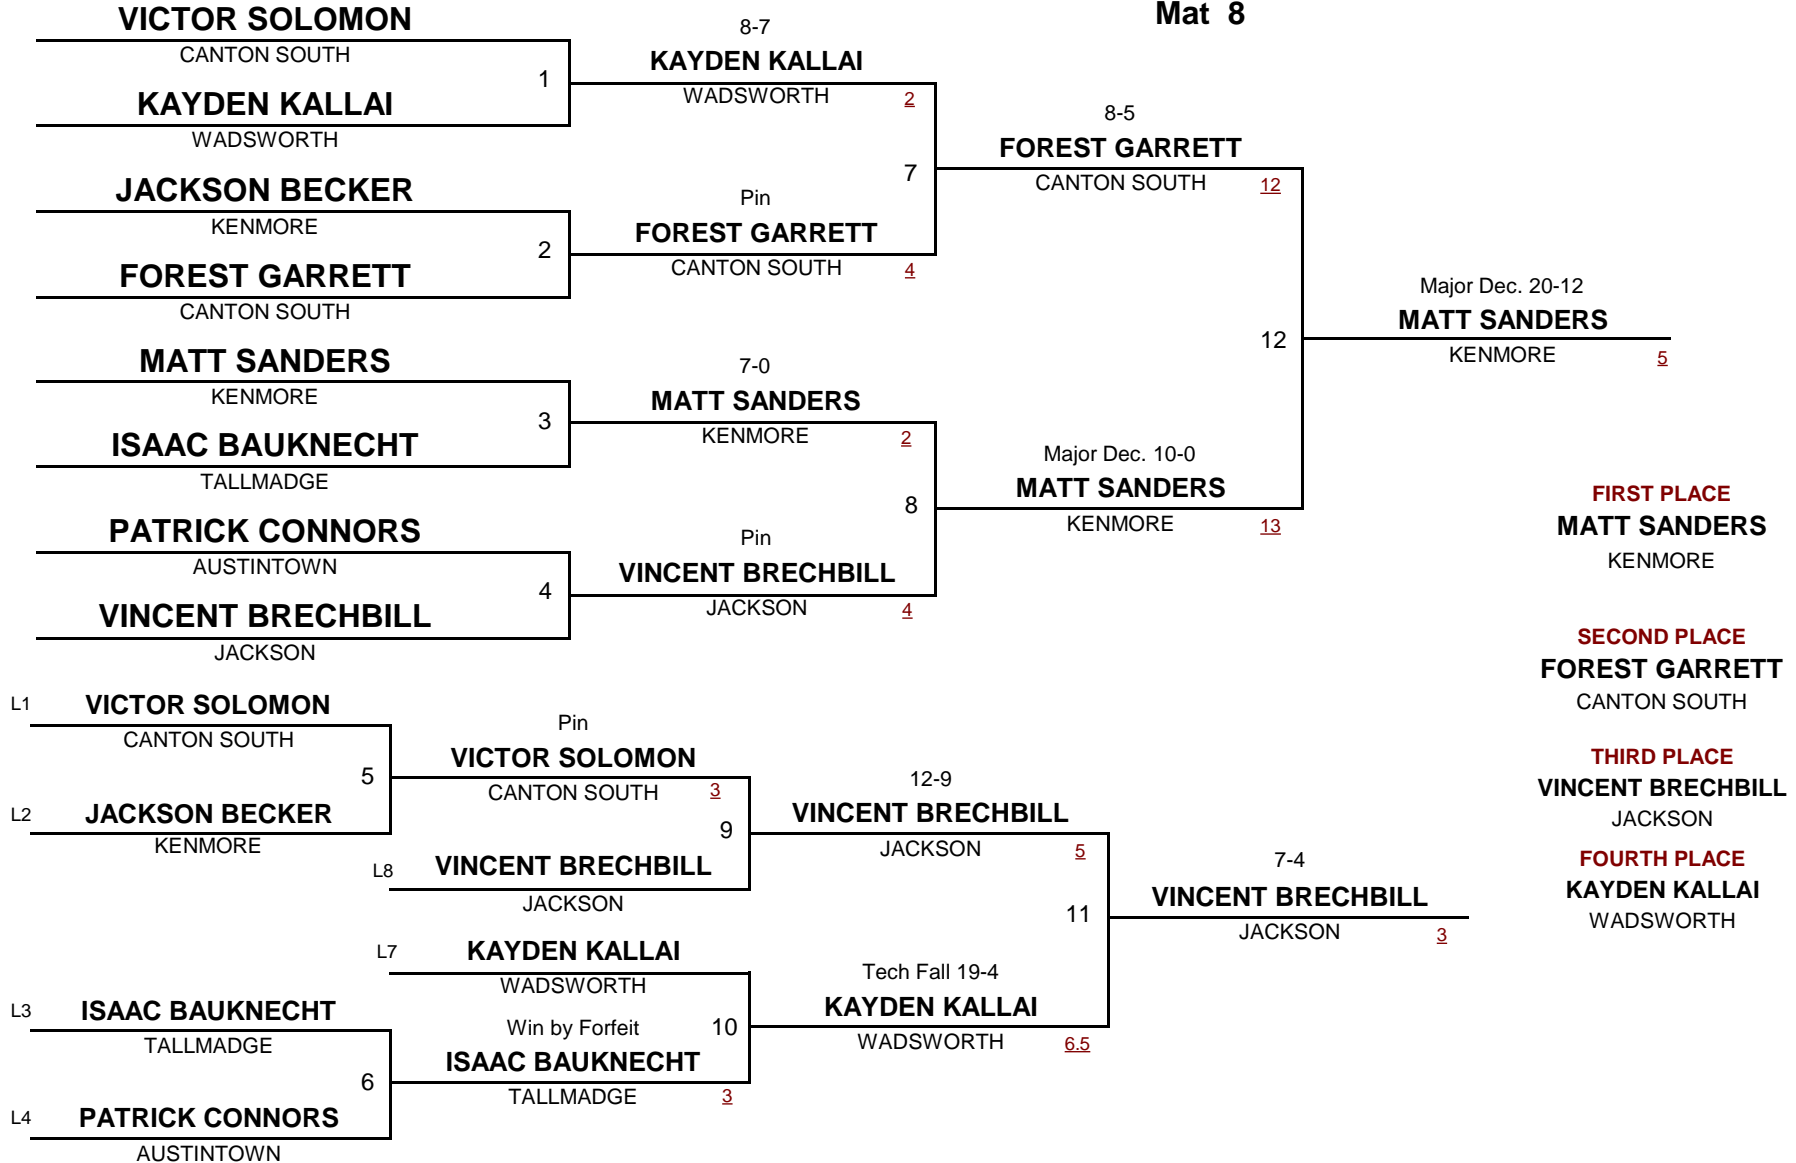 Mat 8
VICTOR SOLOMON
CANTON SOUTH
1
KAYDEN KALLAI
WADSWORTH
JACKSON BECKER
KENMORE
2
FOREST GARRETT
CANTON SOUTH
MATT SANDERS
KENMORE
3
ISAAC BAUKNECHT
TALLMADGE
PATRICK CONNORS
AUSTINTOWN
4
VINCENT BRECHBILL
JACKSON
8-7
KAYDEN KALLAI
WADSWORTH 2
7
Pin
FOREST GARRETT
CANTON SOUTH 4
7-0
MATT SANDERS
KENMORE 2
8
Pin
VINCENT BRECHBILL
JACKSON 4
8-5
FOREST GARRETT
CANTON SOUTH 12
12
Major Dec. 10-0
MATT SANDERS
KENMORE 13
Major Dec. 20-12
MATT SANDERS
KENMORE 5
FIRST PLACE
MATT SANDERS
KENMORE
SECOND PLACE
FOREST GARRETT
CANTON SOUTH
THIRD PLACE
VINCENT BRECHBILL
JACKSON
FOURTH PLACE
KAYDEN KALLAI
WADSWORTH
L1 VICTOR SOLOMON
CANTON SOUTH
5
L2 JACKSON BECKER
KENMORE
L3 ISAAC BAUKNECHT
TALLMADGE
6
L4 PATRICK CONNORS
AUSTINTOWN
Pin
VICTOR SOLOMON
CANTON SOUTH 3
9
L8 VINCENT BRECHBILL
JACKSON
L7 KAYDEN KALLAI
WADSWORTH
Win by Forfeit 10
ISAAC BAUKNECHT
TALLMADGE 3
12-9
VINCENT BRECHBILL
JACKSON 5
11
Tech Fall 19-4
KAYDEN KALLAI
WADSWORTH 6.5
7-4
VINCENT BRECHBILL
JACKSON 3